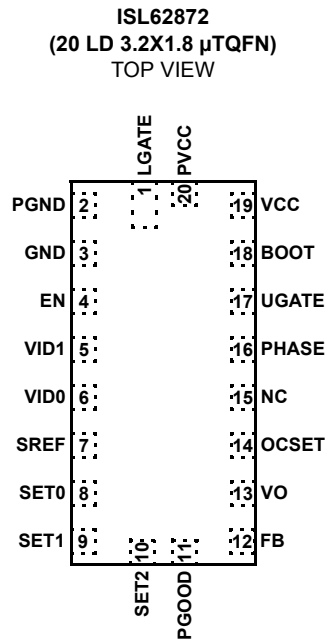 ISL62872
(20 LD 3.2X1.8 µTQFN)
TOP VIEW
1 LGATE
20 PVCC
PGND 2
19 VCC
GND 3
18 BOOT
EN 4
17 UGATE
VID1 5
16 PHASE
VID0 6
15 NC
SREF 7
14 OCSET
SET0 8
13 VO
SET1 9
12 FB
SET2 10
PGOOD 11